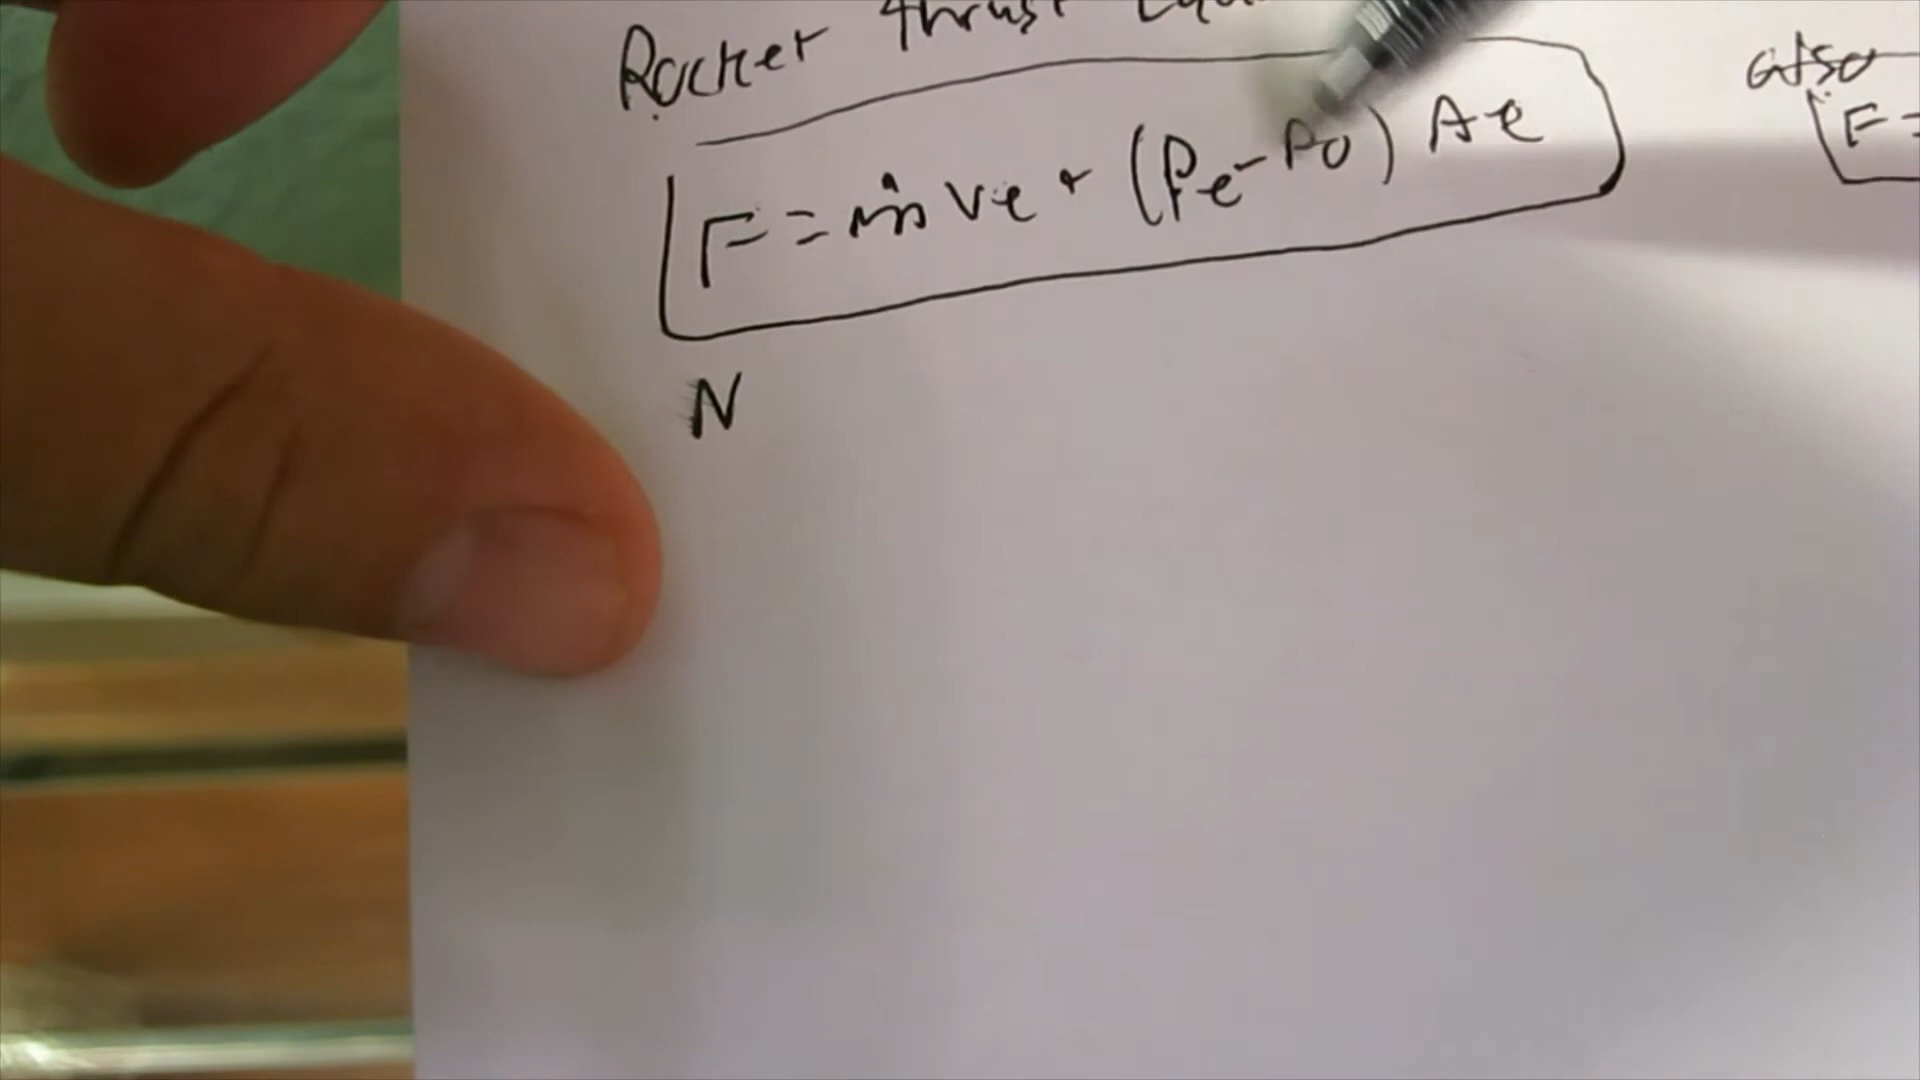 Rocket thrust
also
F = ṁ ve + (Pe - Po) Ae
F =
N